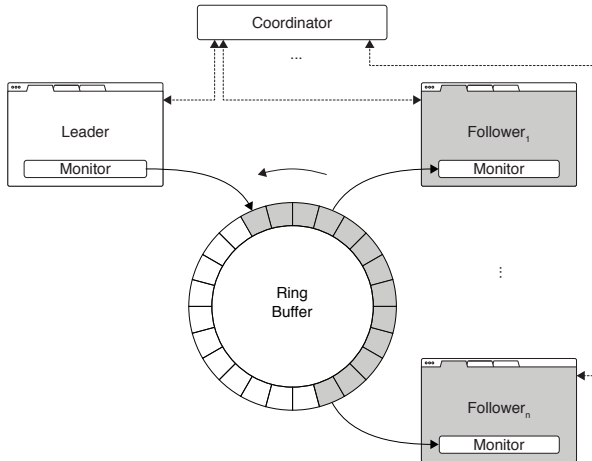 Coordinator
...
Leader
Monitor
Follower1
Monitor
Ring
Buffer
...
Followern
Monitor